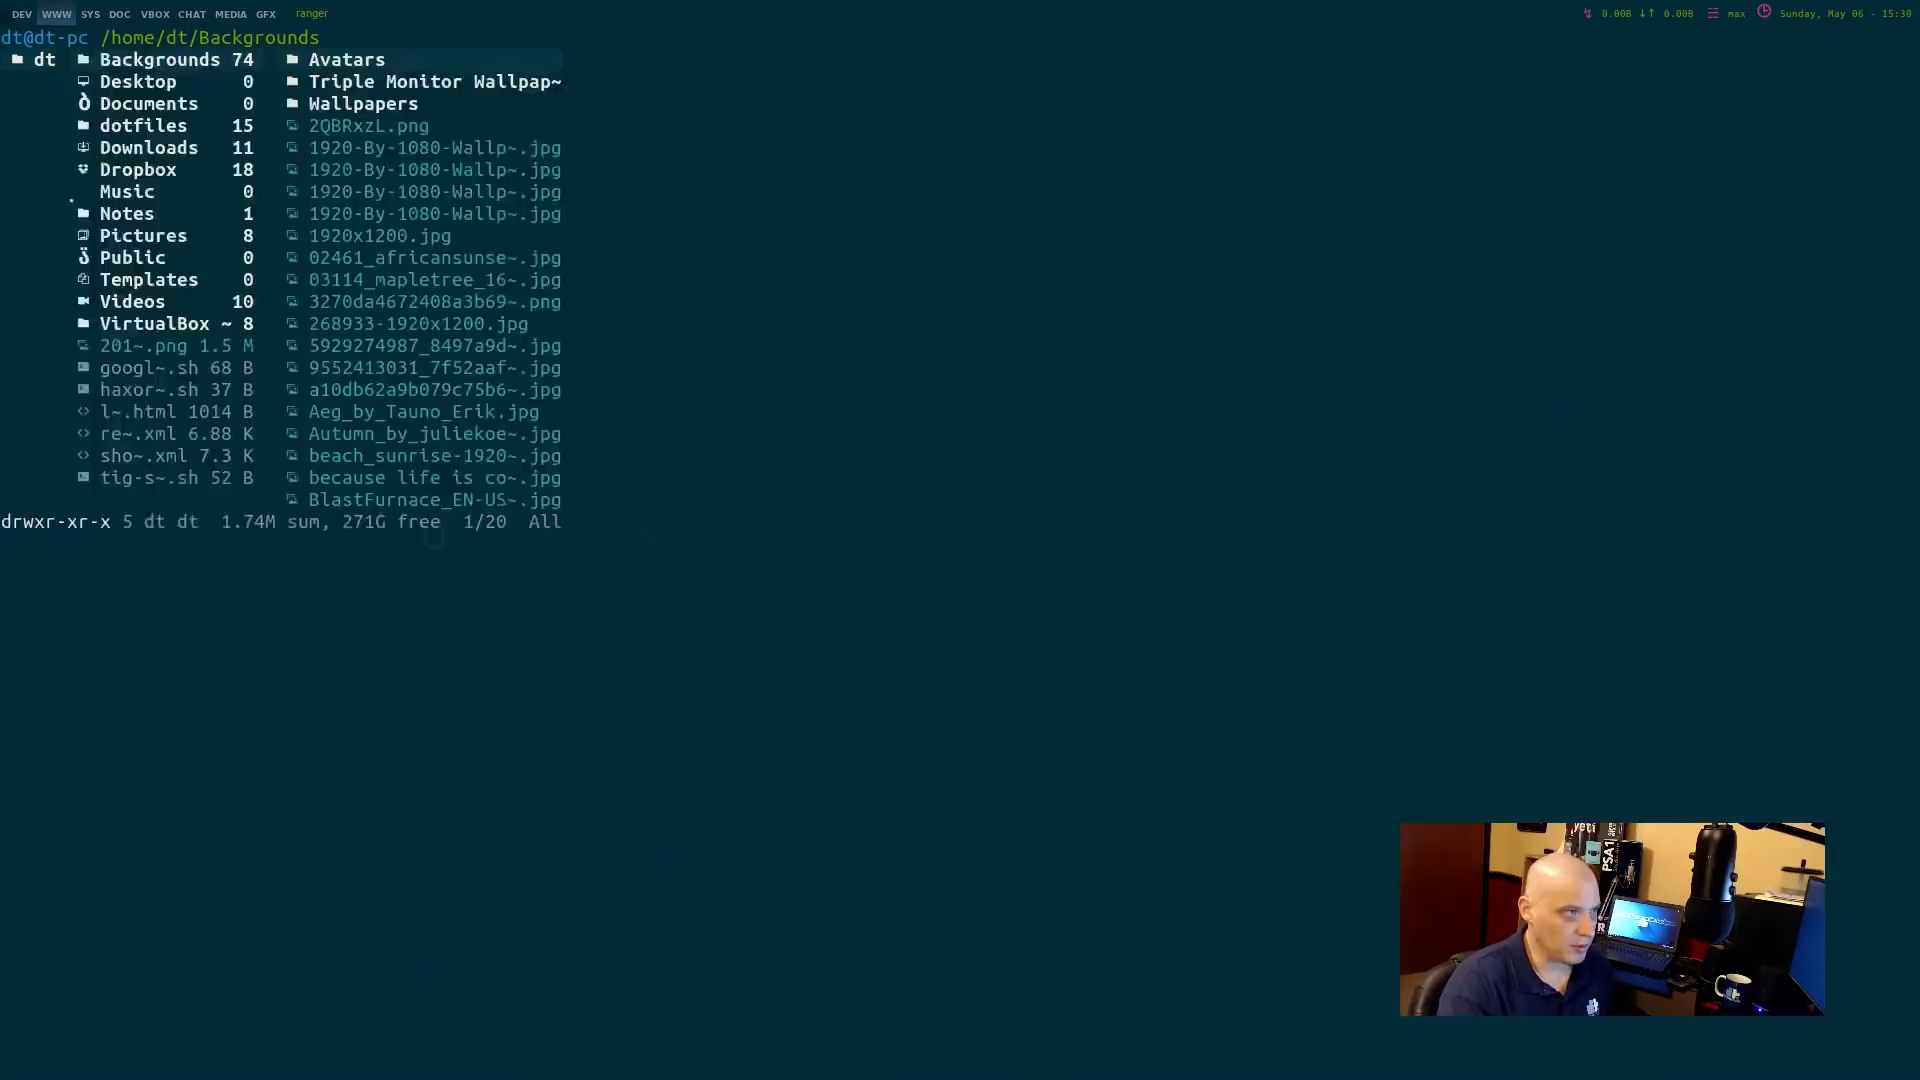 DEV WWW SYS DOC VBOX CHAT MEDIA GFX ranger 0.00B ↓↑ 0.00B max Sunday, May 06 - 15:30
dt@dt-pc /home/dt/Backgrounds
dt Backgrounds 74 Avatars
Desktop 0 Triple Monitor Wallpap~
Documents 0 Wallpapers
dotfiles 15 2QBRxzL.png
Downloads 11 1920-By-1080-Wallp~.jpg
Dropbox 18 1920-By-1080-Wallp~.jpg
Music 0 1920-By-1080-Wallp~.jpg
Notes 1 1920-By-1080-Wallp~.jpg
Pictures 8 1920x1200.jpg
Public 0 02461_africansunse~.jpg
Templates 0 03114_mapletree_16~.jpg
Videos 10 3270da4672408a3b69~.png
VirtualBox ~ 8 268933-1920x1200.jpg
201~.png 1.5 M 5929274987_8497a9d~.jpg
googl~.sh 68 B 9552413031_7f52aaf~.jpg
haxor~.sh 37 B a10db62a9b079c75b6~.jpg
l~.html 1014 B Aeg_by_Tauno_Erik.jpg
re~.xml 6.88 K Autumn_by_juliekoe~.jpg
sho~.xml 7.3 K beach_sunrise-1920~.jpg
tig-s~.sh 52 B because life is co~.jpg
BlastFurnace_EN-US~.jpg
drwxr-xr-x 5 dt dt 1.74M sum, 271G free 1/20 All
yeti
PSA1